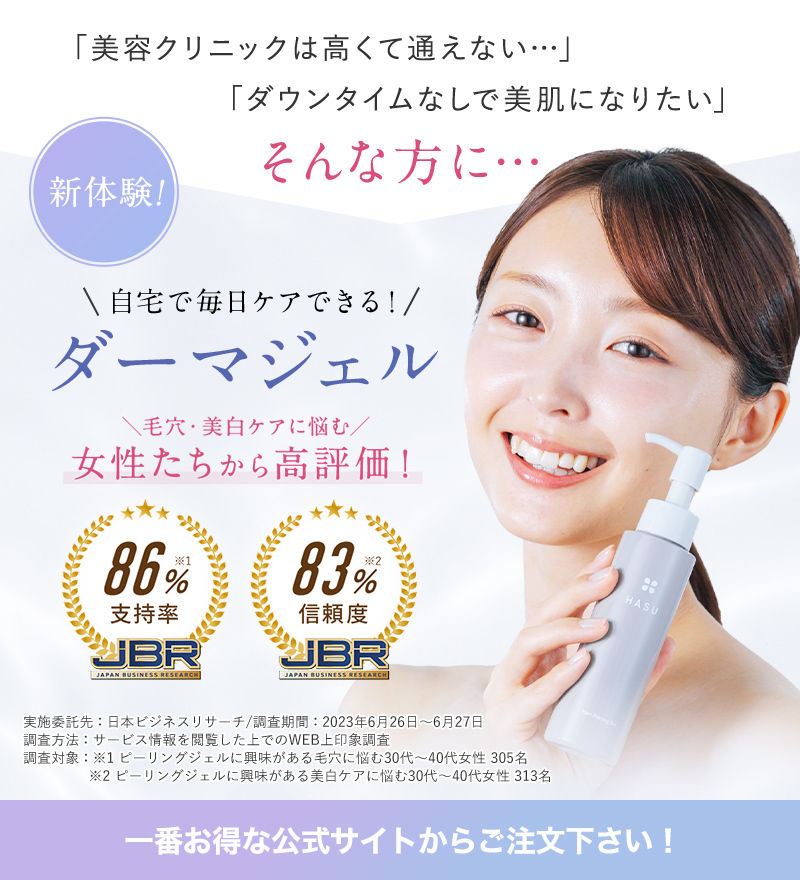 「美容クリニックは高くて通えない…」
「ダウンタイムなしで美肌になりたい」
そんな方に…
新体験!
自宅で毎日ケアできる!
ダーマジェル
毛穴・美白ケアに悩む
女性たちから高評価!
86%※1
支持率
JBR
JAPAN BUSINESS RESEARCH
83%※2
信頼度
JBR
JAPAN BUSINESS RESEARCH
HASU
実施委託先：日本ビジネスリサーチ/調査期間：2023年6月26日〜6月27日
調査方法：サービス情報を閲覧した上でのWEB上印象調査
調査対象：※1 ピーリングジェルに興味がある毛穴に悩む30代〜40代女性 305名
※2 ピーリングジェルに興味がある美白ケアに悩む30代〜40代女性 313名
一番お得な公式サイトからご注文下さい！